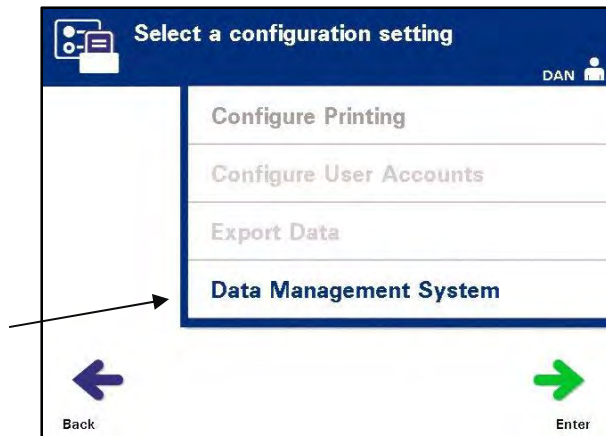 Select a configuration setting
DAN
Configure Printing
Configure User Accounts
Export Data
Data Management System
Back
Enter